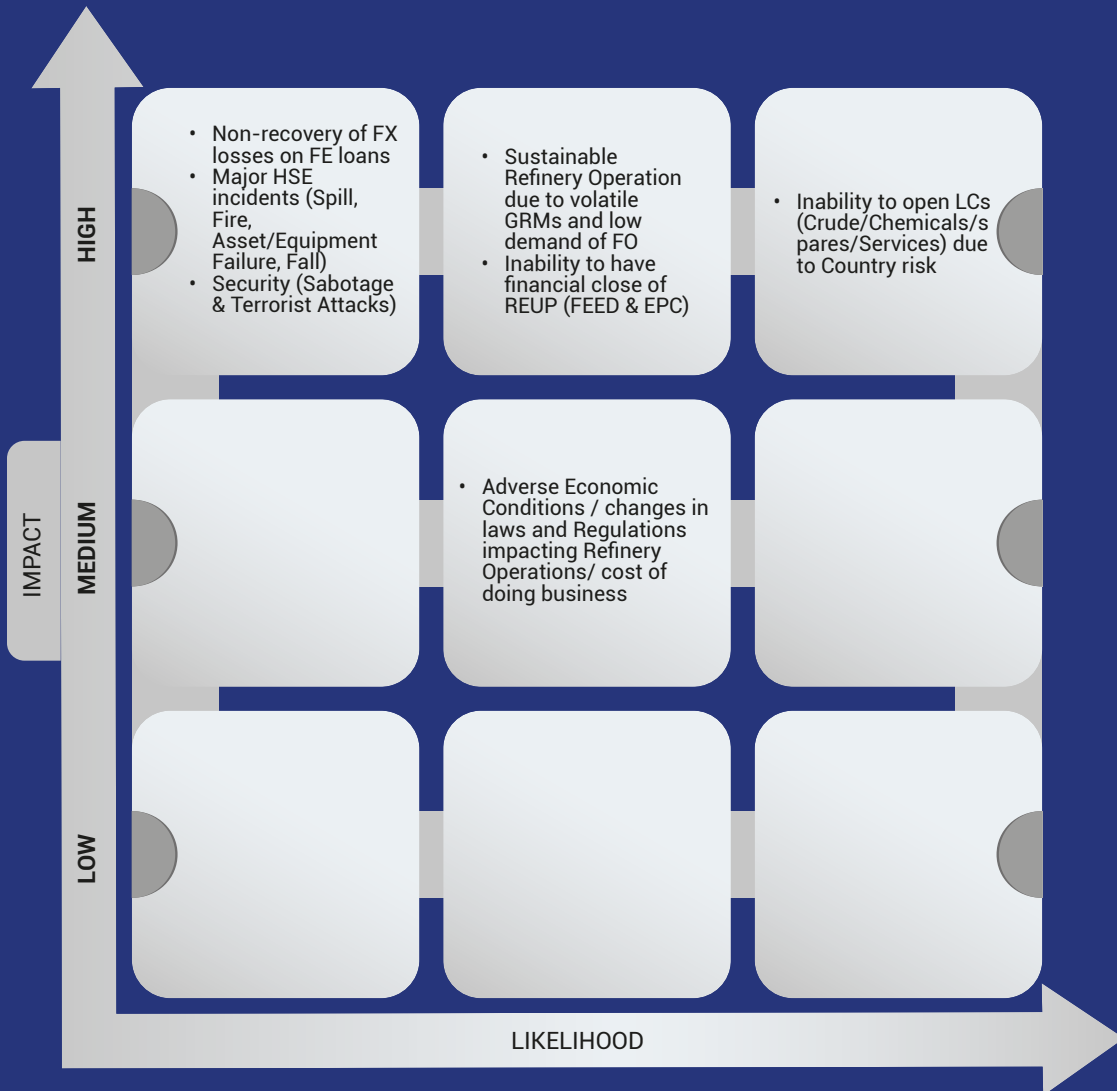 HIGH
• Non-recovery of FX
losses on FE loans
• Major HSE
incidents (Spill,
Fire,
Asset/Equipment
Failure, Fall)
• Security (Sabotage
& Terrorist Attacks)
• Sustainable
Refinery Operation
due to volatile
GRMs and low
demand of FO
• Inability to have
financial close of
REUP (FEED & EPC)
• Inability to open LCs
(Crude/Chemicals/s
pares/Services) due
to Country risk
IMPACT
MEDIUM
• Adverse Economic
Conditions / changes in
laws and Regulations
impacting Refinery
Operations/ cost of
doing business
LOW
LIKELIHOOD